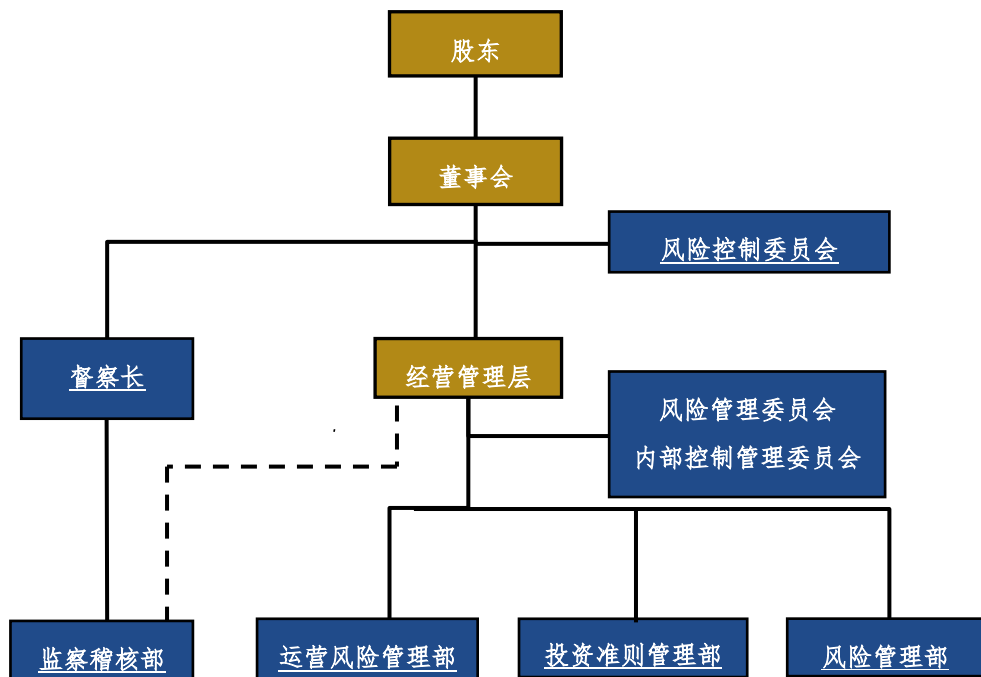 股东
董事会
风险控制委员会
督察长
经营管理层
风险管理委员会
内部控制管理委员会
监察稽核部
运营风险管理部
投资准则管理部
风险管理部